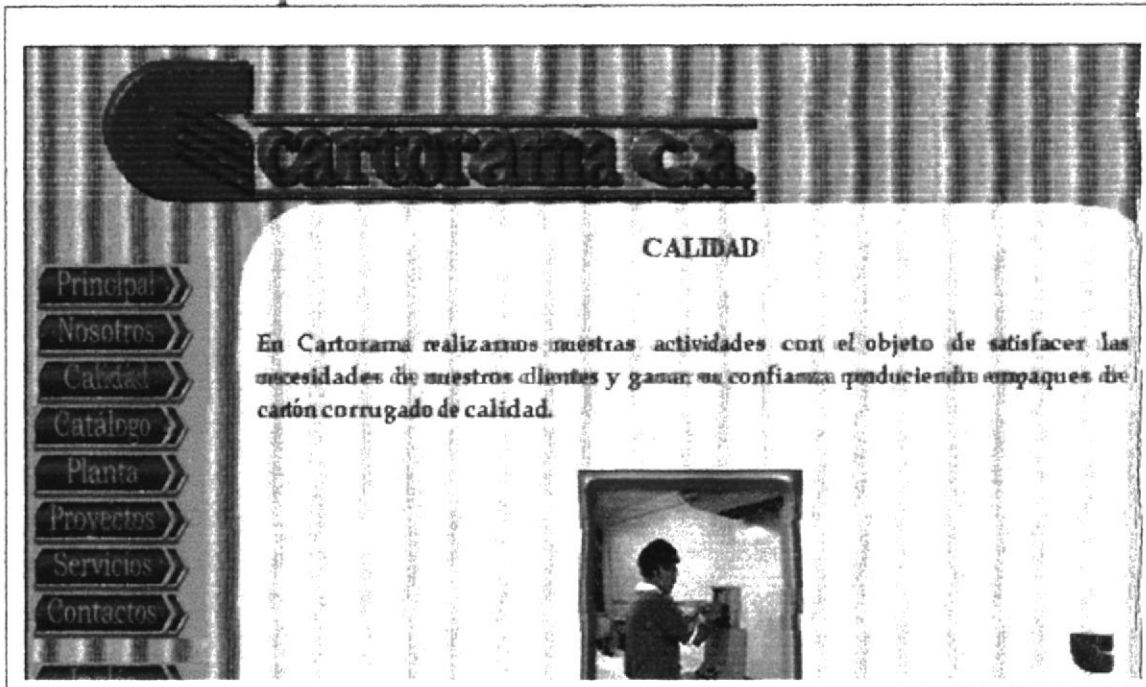 cartorama c.a.
CALIDAD
Principal
Nosotros
Calidad
Catálogo
Planta
Proyectos
Servicios
Contactos
En Cartorama realizamos nuestras actividades con el objeto de satisfacer las
necesidades de nuestros clientes y ganar su confianza produciendo empaques de
cartón corrugado de calidad.